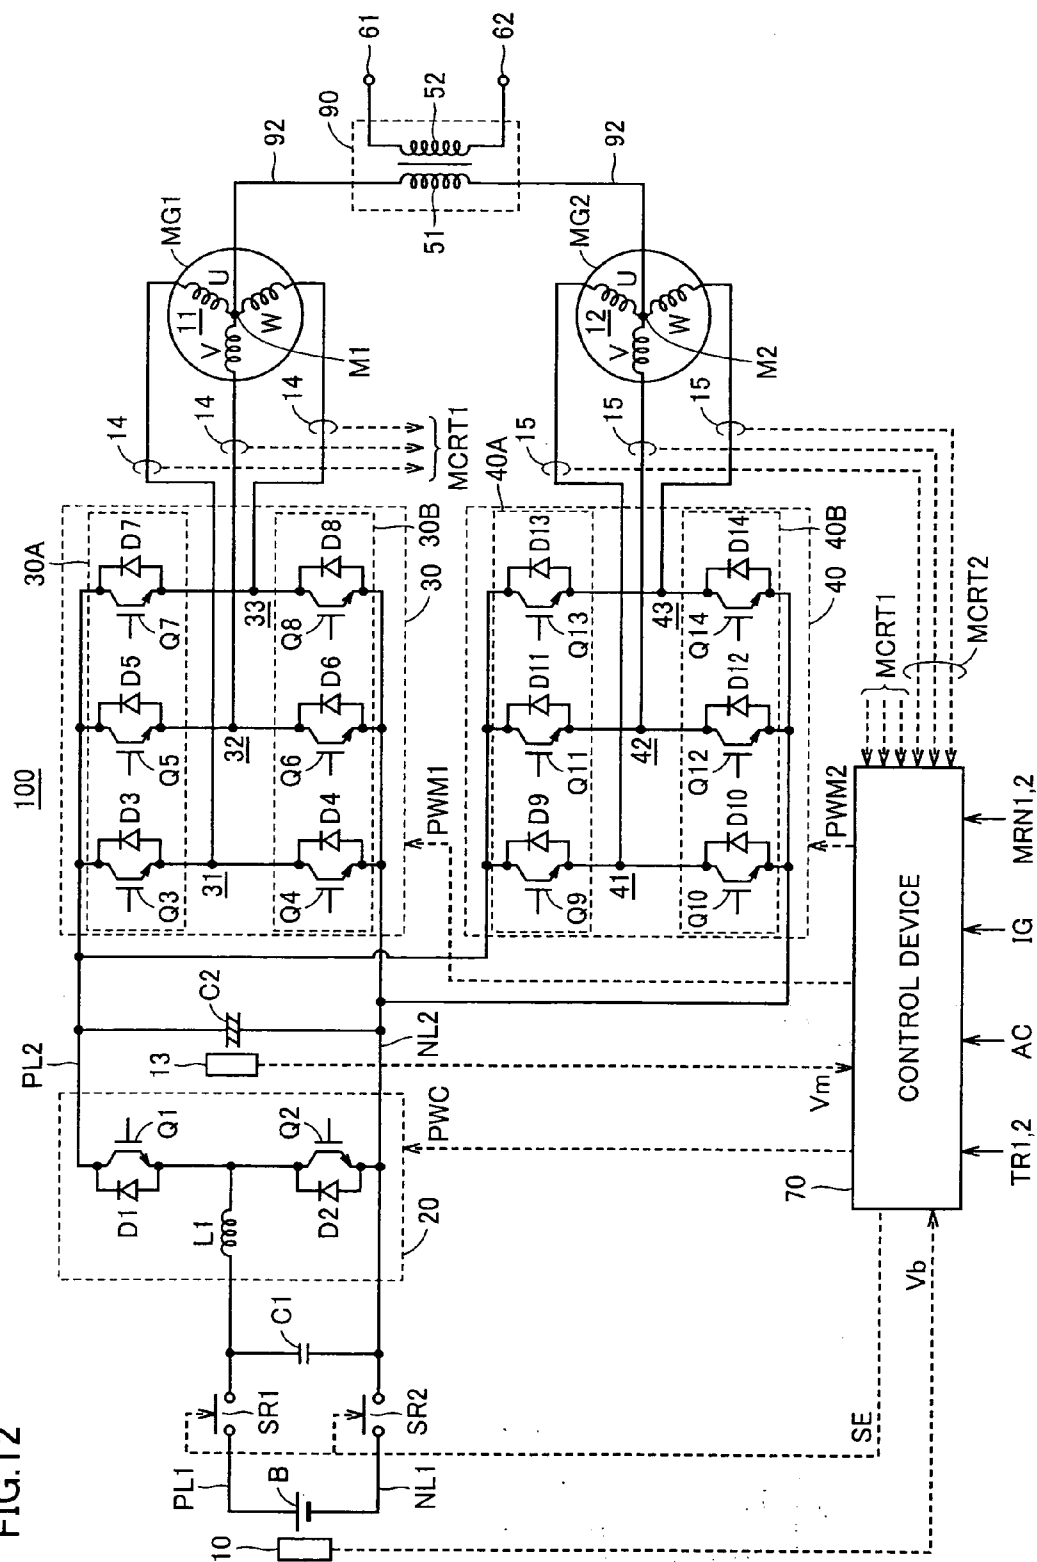 FIG.12
100
10
B
PL1
NL1
SR1
SR2
C1
SE
Vb
L1
D1
Q1
D2
Q2
20
PWC
PL2
NL2
13
C2
Vm
70
CONTROL DEVICE
TR1,2
AC
IG
MRN1,2
PWM1
PWM2
30A
30B
30
Q3
D3
Q5
D5
Q7
D7
31
32
33
Q4
D4
Q6
D6
Q8
D8
40A
40B
40
Q9
D9
Q11
D11
Q13
D13
41
42
43
Q10
D10
Q12
D12
Q14
D14
14
14
14
MCRT1
15
15
15
MCRT1
MCRT2
MG1
11
U
V
W
M1
MG2
12
U
V
W
M2
92
92
90
51
52
61
62